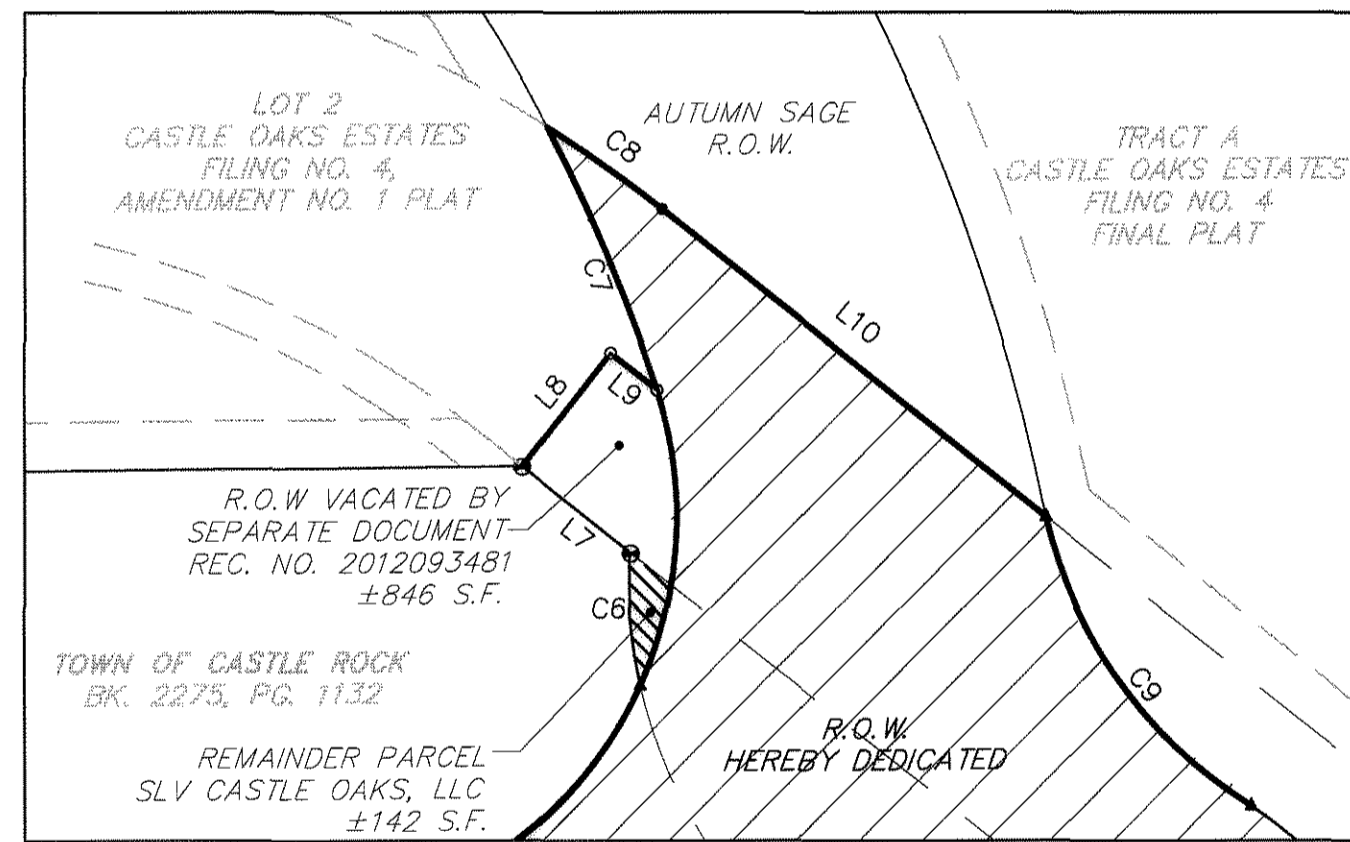 LOT 2
CASTLE OAKS ESTATES
FILING NO. 4,
AMENDMENT NO. 1 PLAT
AUTUMN SAGE
R.O.W.
TRACT A
CASTLE OAKS ESTATES
FILING NO. 4
FINAL PLAT
C8
C7
L10
L9
L8
R.O.W VACATED BY
SEPARATE DOCUMENT
REC. NO. 2012093481
±846 S.F.
L7
C6
TOWN OF CASTLE ROCK
BK. 2275, PG. 1132
C9
R.O.W.
HEREBY DEDICATED
REMAINDER PARCEL
SLV CASTLE OAKS, LLC
±142 S.F.